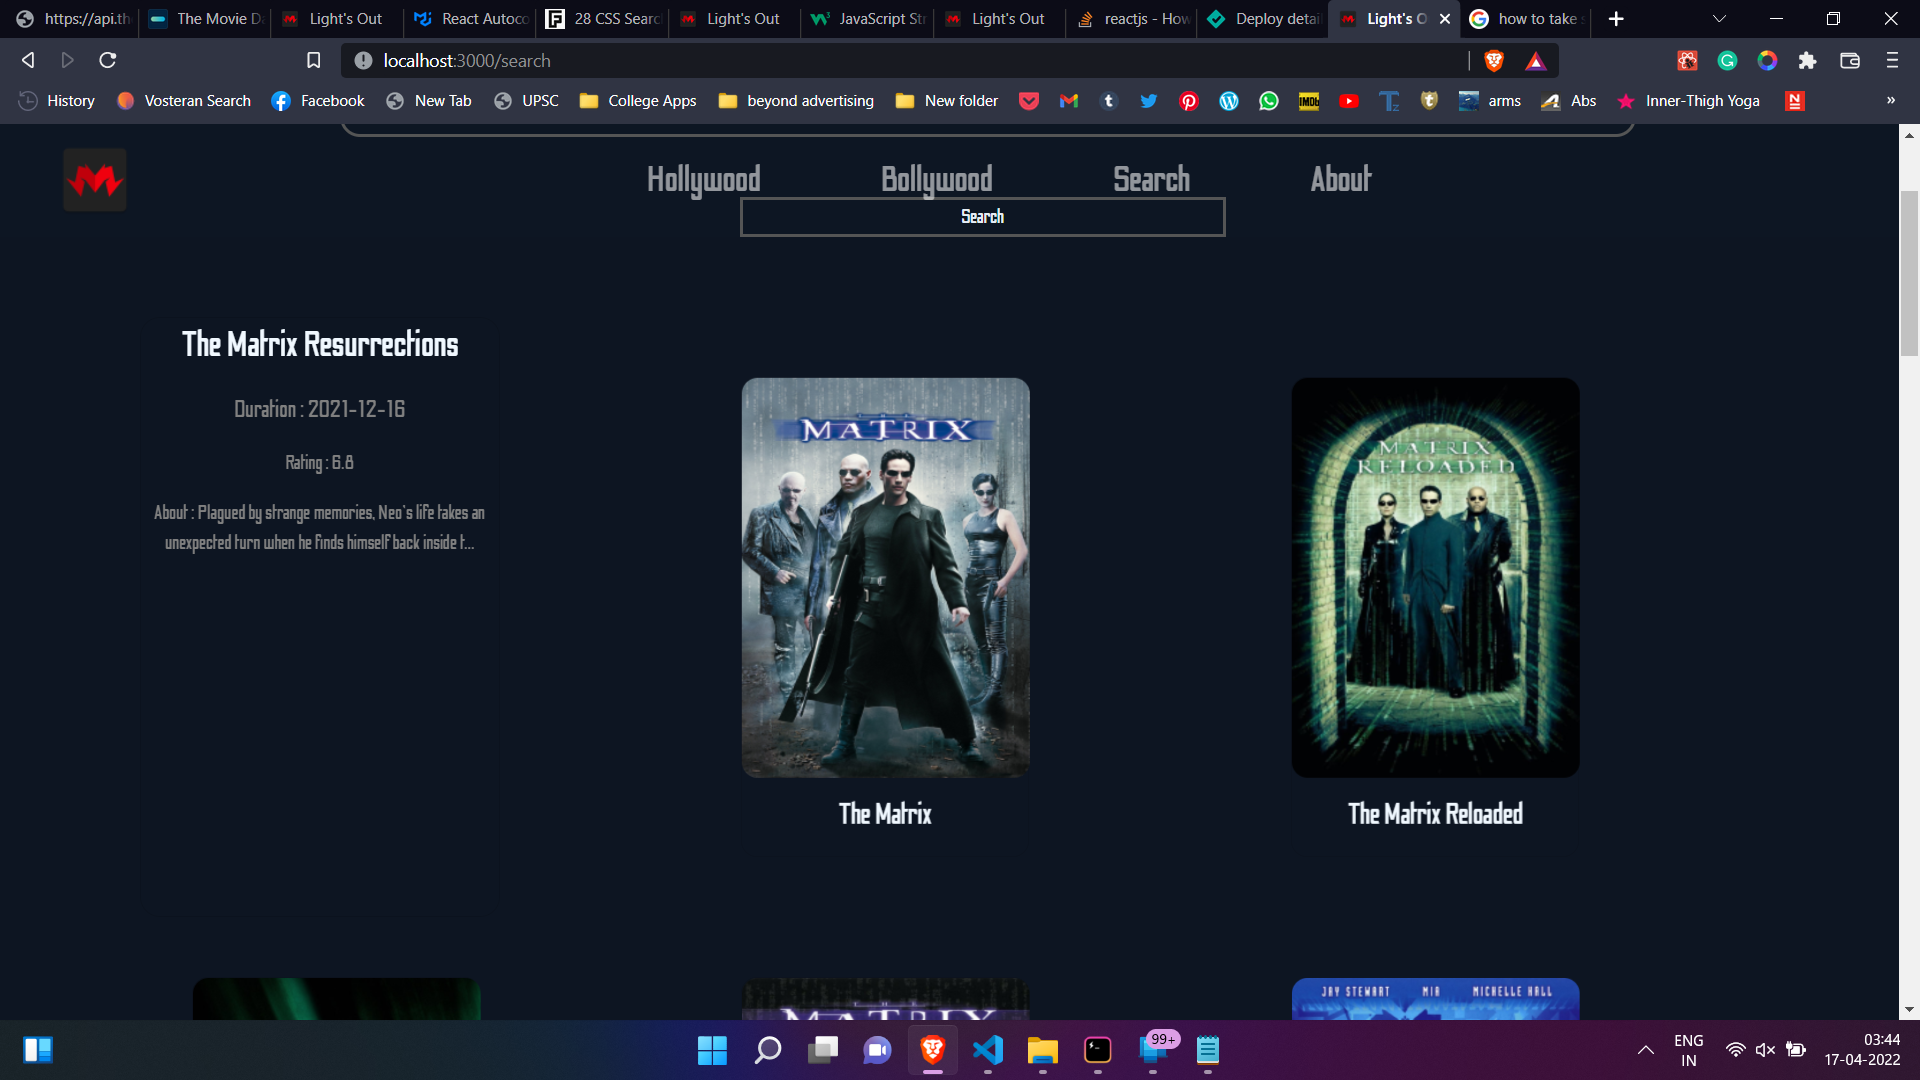 https://api.th
The Movie Da
Light's Out
React Autoco
28 CSS Searc
Light's Out
JavaScript Str
Light's Out
reactjs - How
Deploy detail
Light's O
how to take s
localhost:3000/search
History
Vosteran Search
Facebook
New Tab
UPSC
College Apps
beyond advertising
New folder
IMDb
arms
Abs
Inner-Thigh Yoga
»
Hollywood
Bollywood
Search
About
Search
The Matrix Resurrections
Duration : 2021-12-16
Rating : 6.8
About : Plagued by strange memories, Neo's life takes an
unexpected turn when he finds himself back inside t...
THE
MATRIX
The Matrix
MATRIX
RELOADED
The Matrix Reloaded
MATRIX
JAY STEWART MIA MICHELLE HALL
99+
ENG
IN
03:44
17-04-2022